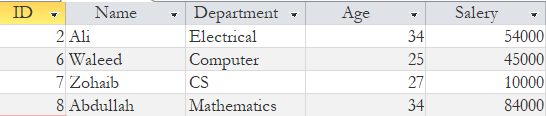 ID Name Department Age Salery
2 Ali Electrical 34 54000
6 Waleed Computer 25 45000
7 Zohaib CS 27 10000
8 Abdullah Mathematics 34 84000